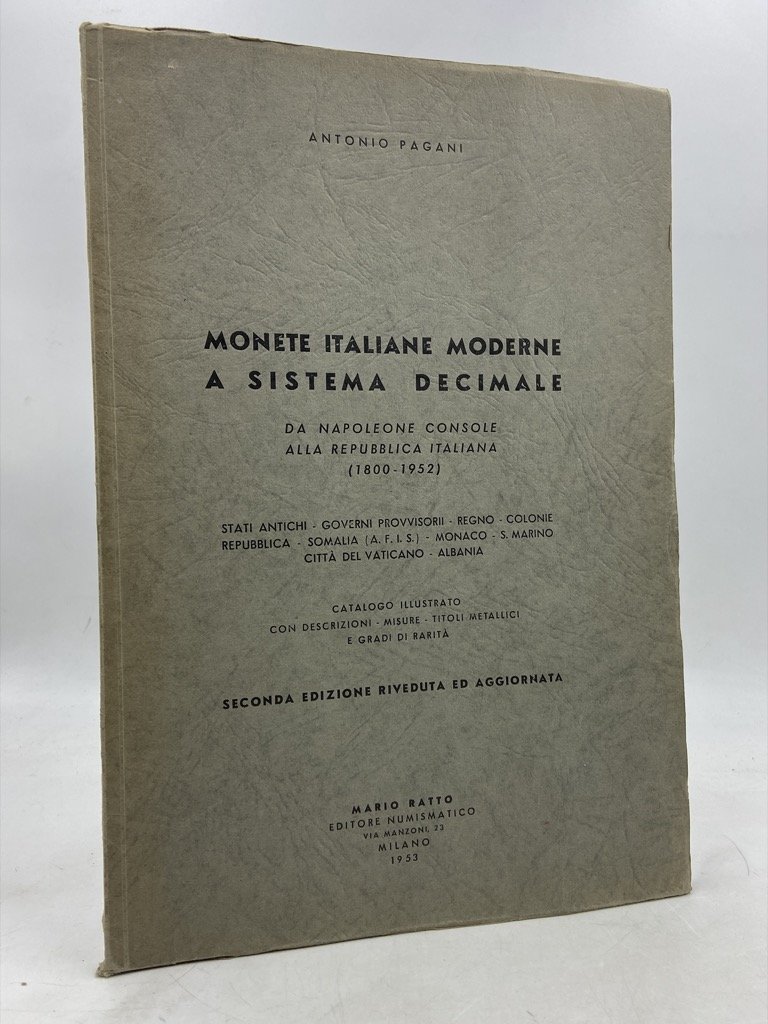 ANTONIO PAGANI
MONETE ITALIANE MODERNE
A SISTEMA DECIMALE
DA NAPOLEONE CONSOLE
ALLA REPUBBLICA ITALIANA
(1800-1952)
STATI ANTICHI - GOVERNI PROVVISORII - REGNO - COLONIE
REPUBBLICA - SOMALIA (A. F. I. S.) - MONACO - S. MARINO
CITTÀ DEL VATICANO - ALBANIA
CATALOGO ILLUSTRATO
CON DESCRIZIONI - MISURE - TITOLI METALLICI
E GRADI DI RARITÀ
SECONDA EDIZIONE RIVEDUTA ED AGGIORNATA
MARIO RATTO
EDITORE NUMISMATICO
VIA MANZONI, 23
MILANO
1953